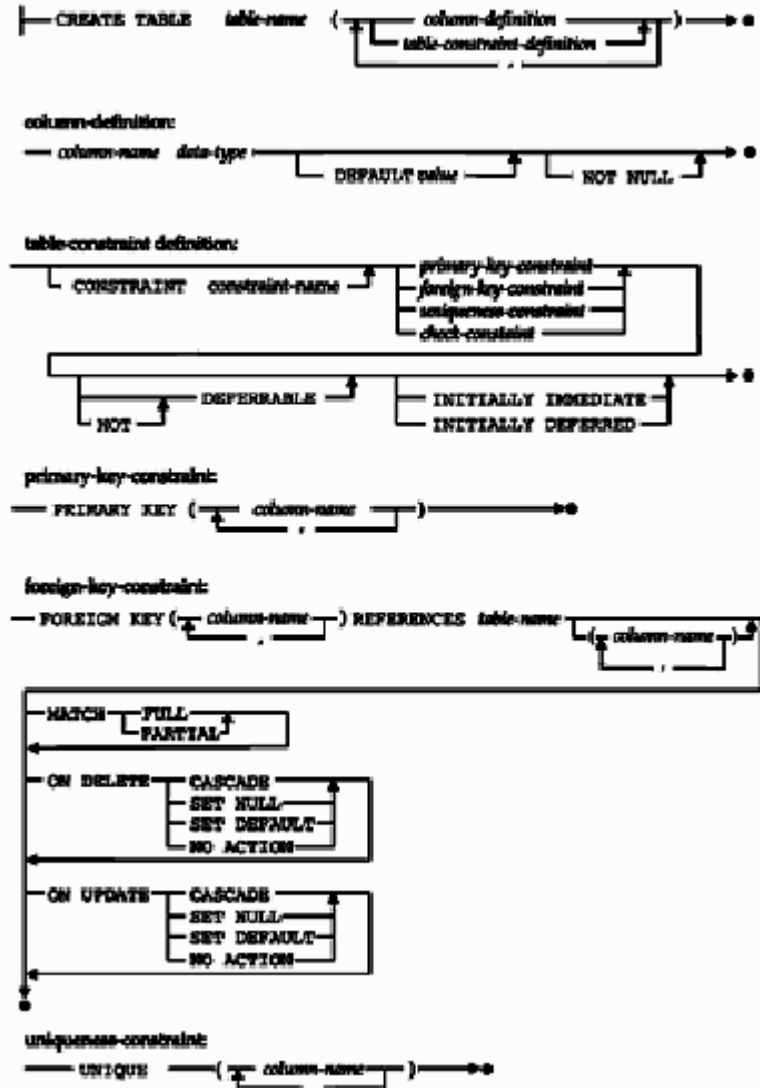 CREATE TABLE table-name ( column-definition )
table-constraint-definition
,
column-definition:
column-name data-type
DEFAULT value NOT NULL
table-constraint definition:
primary-key-constraint
CONSTRAINT constraint-name foreign-key-constraint
uniqueness-constraint
check-constaint
DEFERRABLE INITIALLY IMMEDIATE
NOT INITIALLY DEFERRED
primary-key-constraint:
PRIMARY KEY ( column-name )
,
foreign-key-constraint:
FOREIGN KEY ( column-name ) REFERENCES table-name
, ( column-name )
,
MATCH FULL
PARTIAL
ON DELETE CASCADE
SET NULL
SET DEFAULT
NO ACTION
ON UPDATE CASCADE
SET NULL
SET DEFAULT
NO ACTION
uniqueness-constraint:
UNIQUE ( column-name )